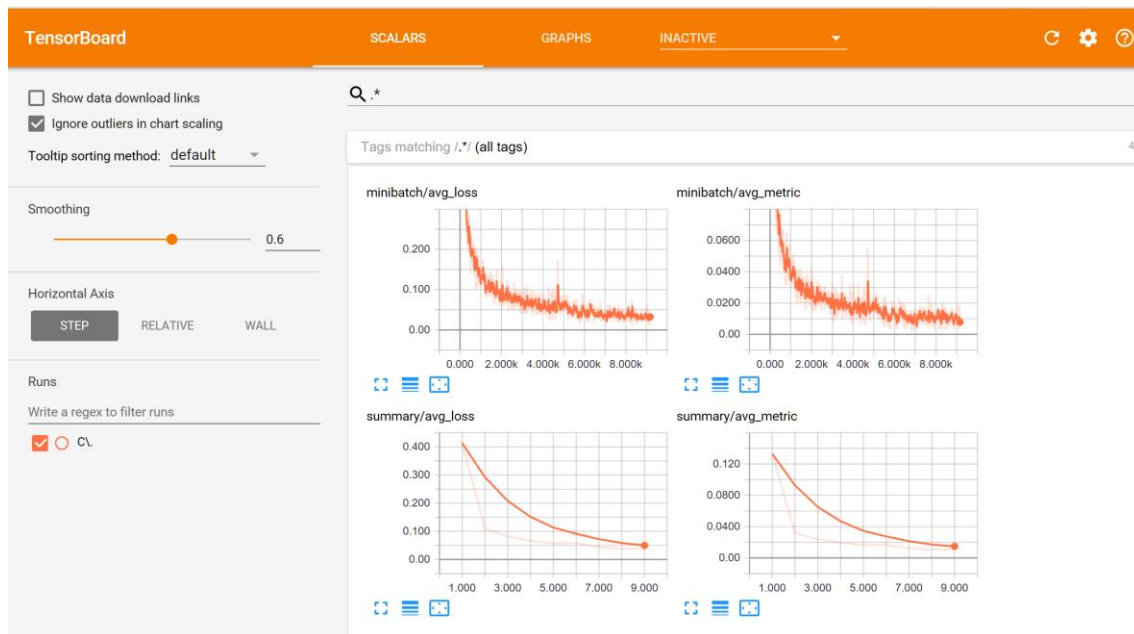 TensorBoard
SCALARS
GRAPHS
INACTIVE
Show data download links
Ignore outliers in chart scaling
Tooltip sorting method: default
Smoothing
0.6
Horizontal Axis
STEP RELATIVE WALL
Runs
Write a regex to filter runs
C\.
.*
Tags matching /.*/ (all tags)
4
minibatch/avg_loss
0.200
0.100
0.00
0.000 2.000k 4.000k 6.000k 8.000k
minibatch/avg_metric
0.0600
0.0400
0.0200
0.00
0.000 2.000k 4.000k 6.000k 8.000k
summary/avg_loss
0.400
0.300
0.200
0.100
0.00
1.000 3.000 5.000 7.000 9.000
summary/avg_metric
0.120
0.0800
0.0400
0.00
1.000 3.000 5.000 7.000 9.000